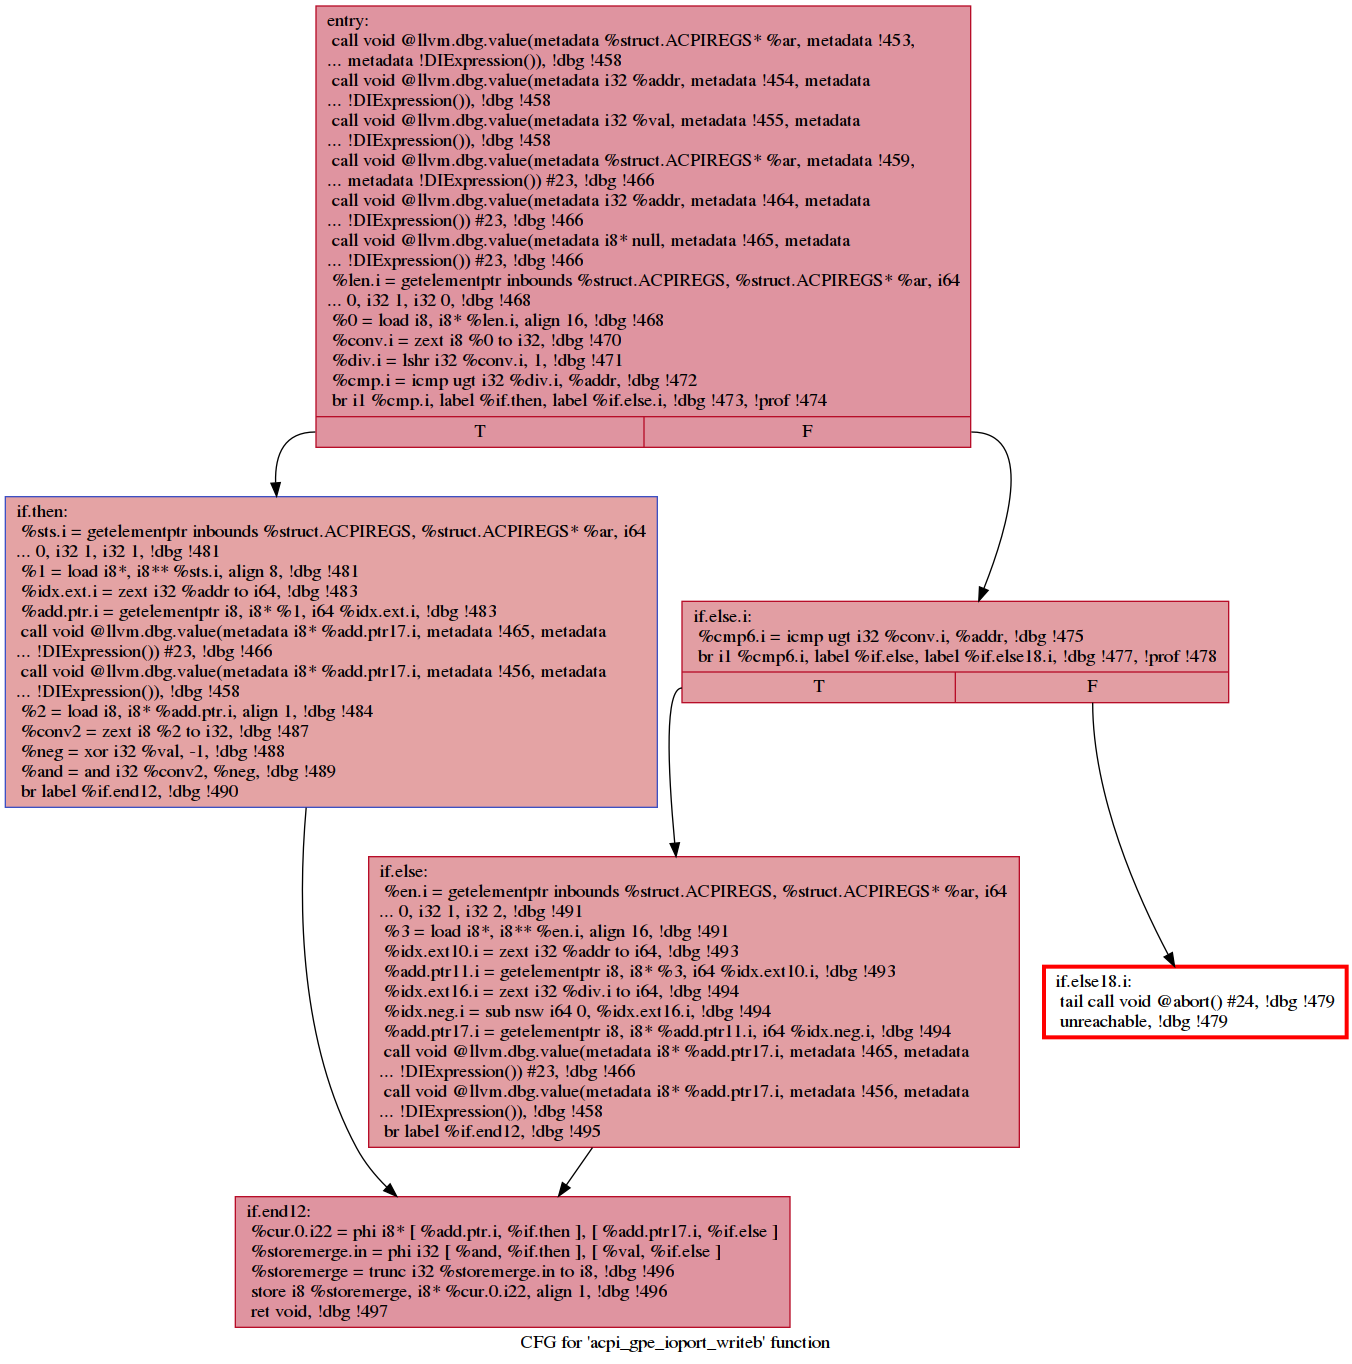 entry:
call void @llvm.dbg.value(metadata %struct.ACPIREGS* %ar, metadata !453,
... metadata !DIExpression()), !dbg !458
call void @llvm.dbg.value(metadata i32 %addr, metadata !454, metadata
... !DIExpression()), !dbg !458
call void @llvm.dbg.value(metadata i32 %val, metadata !455, metadata
... !DIExpression()), !dbg !458
call void @llvm.dbg.value(metadata %struct.ACPIREGS* %ar, metadata !459,
... metadata !DIExpression()) #23, !dbg !466
call void @llvm.dbg.value(metadata i32 %addr, metadata !464, metadata
... !DIExpression()) #23, !dbg !466
call void @llvm.dbg.value(metadata i8* null, metadata !465, metadata
... !DIExpression()) #23, !dbg !466
%len.i = getelementptr inbounds %struct.ACPIREGS, %struct.ACPIREGS* %ar, i64
... 0, i32 1, i32 0, !dbg !468
%0 = load i8, i8* %len.i, align 16, !dbg !468
%conv.i = zext i8 %0 to i32, !dbg !470
%div.i = lshr i32 %conv.i, 1, !dbg !471
%cmp.i = icmp ugt i32 %div.i, %addr, !dbg !472
br i1 %cmp.i, label %if.then, label %if.else.i, !dbg !473, !prof !474
T F
if.then:
%sts.i = getelementptr inbounds %struct.ACPIREGS, %struct.ACPIREGS* %ar, i64
... 0, i32 1, i32 1, !dbg !481
%1 = load i8*, i8** %sts.i, align 8, !dbg !481
%idx.ext.i = zext i32 %addr to i64, !dbg !483
%add.ptr.i = getelementptr i8, i8* %1, i64 %idx.ext.i, !dbg !483
call void @llvm.dbg.value(metadata i8* %add.ptr17.i, metadata !465, metadata
... !DIExpression()) #23, !dbg !466
call void @llvm.dbg.value(metadata i8* %add.ptr17.i, metadata !456, metadata
... !DIExpression()), !dbg !458
%2 = load i8, i8* %add.ptr.i, align 1, !dbg !484
%conv2 = zext i8 %2 to i32, !dbg !487
%neg = xor i32 %val, -1, !dbg !488
%and = and i32 %conv2, %neg, !dbg !489
br label %if.end12, !dbg !490
if.else.i:
%cmp6.i = icmp ugt i32 %conv.i, %addr, !dbg !475
br i1 %cmp6.i, label %if.else, label %if.else18.i, !dbg !477, !prof !478
T F
if.else:
%en.i = getelementptr inbounds %struct.ACPIREGS, %struct.ACPIREGS* %ar, i64
... 0, i32 1, i32 2, !dbg !491
%3 = load i8*, i8** %en.i, align 16, !dbg !491
%idx.ext10.i = zext i32 %addr to i64, !dbg !493
%add.ptr11.i = getelementptr i8, i8* %3, i64 %idx.ext10.i, !dbg !493
%idx.ext16.i = zext i32 %div.i to i64, !dbg !494
%idx.neg.i = sub nsw i64 0, %idx.ext16.i, !dbg !494
%add.ptr17.i = getelementptr i8, i8* %add.ptr11.i, i64 %idx.neg.i, !dbg !494
call void @llvm.dbg.value(metadata i8* %add.ptr17.i, metadata !465, metadata
... !DIExpression()) #23, !dbg !466
call void @llvm.dbg.value(metadata i8* %add.ptr17.i, metadata !456, metadata
... !DIExpression()), !dbg !458
br label %if.end12, !dbg !495
if.else18.i:
tail call void @abort() #24, !dbg !479
unreachable, !dbg !479
if.end12:
%cur.0.i22 = phi i8* [ %add.ptr.i, %if.then ], [ %add.ptr17.i, %if.else ]
%storemerge.in = phi i32 [ %and, %if.then ], [ %val, %if.else ]
%storemerge = trunc i32 %storemerge.in to i8, !dbg !496
store i8 %storemerge, i8* %cur.0.i22, align 1, !dbg !496
ret void, !dbg !497
CFG for 'acpi_gpe_ioport_writeb' function